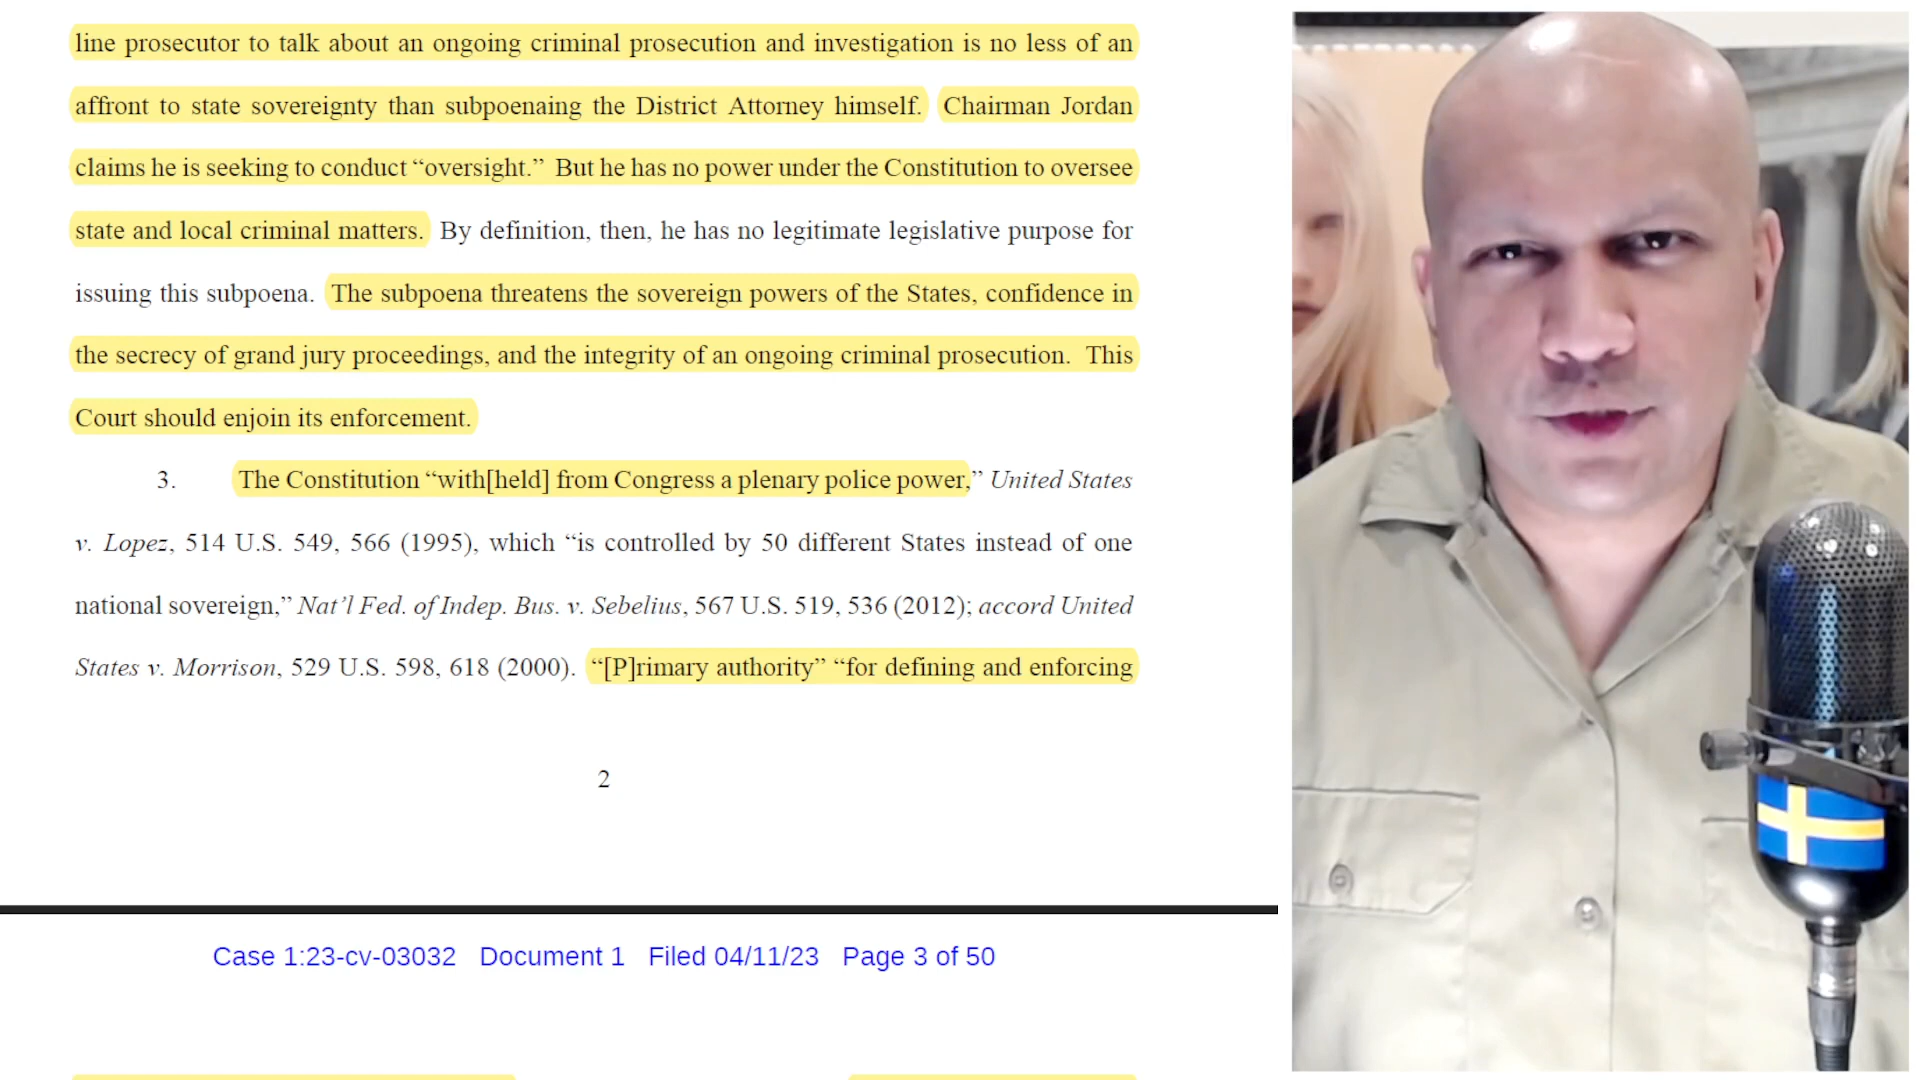 line prosecutor to talk about an ongoing criminal prosecution and investigation is no less of an
affront to state sovereignty than subpoenaing the District Attorney himself. Chairman Jordan
claims he is seeking to conduct “oversight.” But he has no power under the Constitution to oversee
state and local criminal matters. By definition, then, he has no legitimate legislative purpose for
issuing this subpoena. The subpoena threatens the sovereign powers of the States, confidence in
the secrecy of grand jury proceedings, and the integrity of an ongoing criminal prosecution. This
Court should enjoin its enforcement.
3. The Constitution “with[held] from Congress a plenary police power,” United States
v. Lopez, 514 U.S. 549, 566 (1995), which “is controlled by 50 different States instead of one
national sovereign,” Nat’l Fed. of Indep. Bus. v. Sebelius, 567 U.S. 519, 536 (2012); accord United
States v. Morrison, 529 U.S. 598, 618 (2000). “[P]rimary authority” “for defining and enforcing
2
Case 1:23-cv-03032 Document 1 Filed 04/11/23 Page 3 of 50